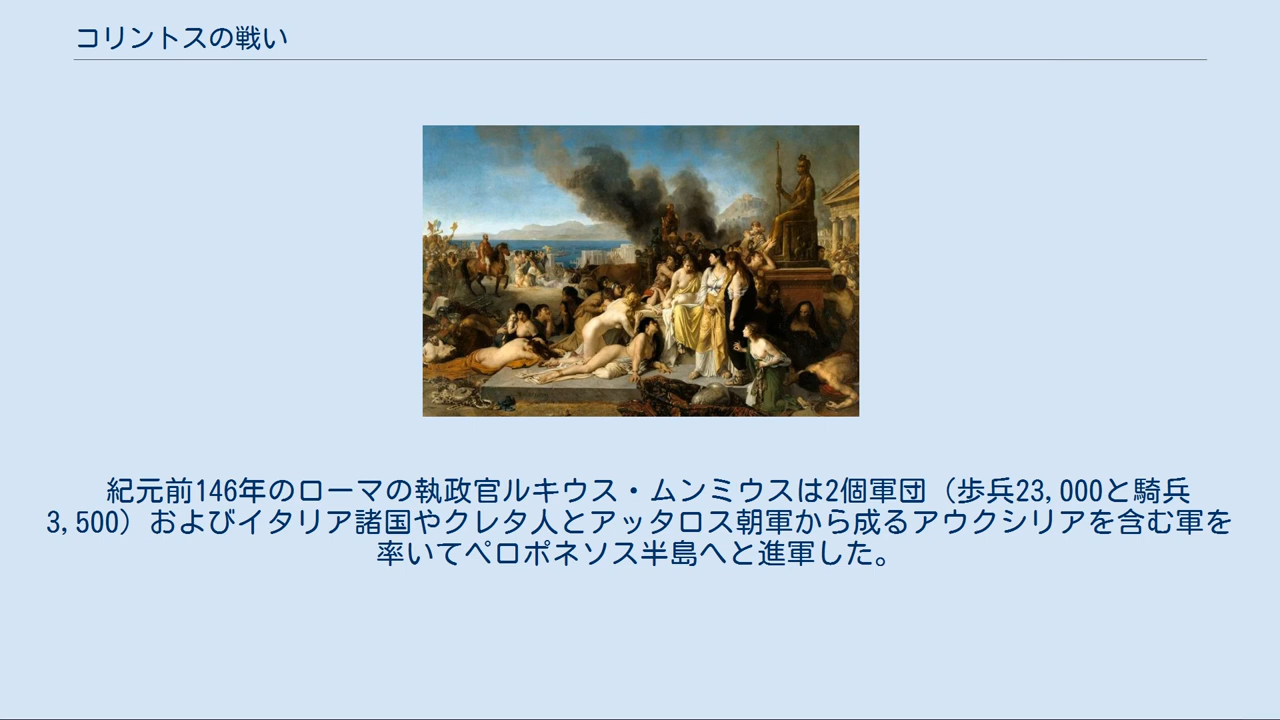 コリントスの戦い
紀元前146年のローマの執政官ルキウス・ムンミウスは2個軍団（歩兵23,000と騎兵
3,500）およびイタリア諸国やクレタ人とアッタロス朝軍から成るアウクシリアを含む軍を
率いてペロポネソス半島へと進軍した。